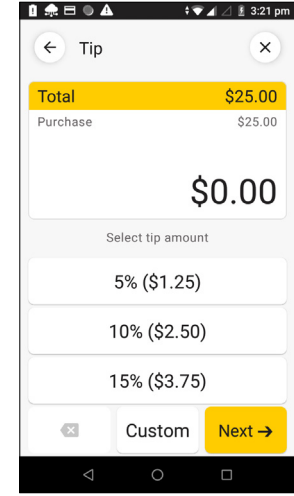 3:21 pm
Tip
Total $25.00
Purchase $25.00
$0.00
Select tip amount
5% ($1.25)
10% ($2.50)
15% ($3.75)
Custom Next →